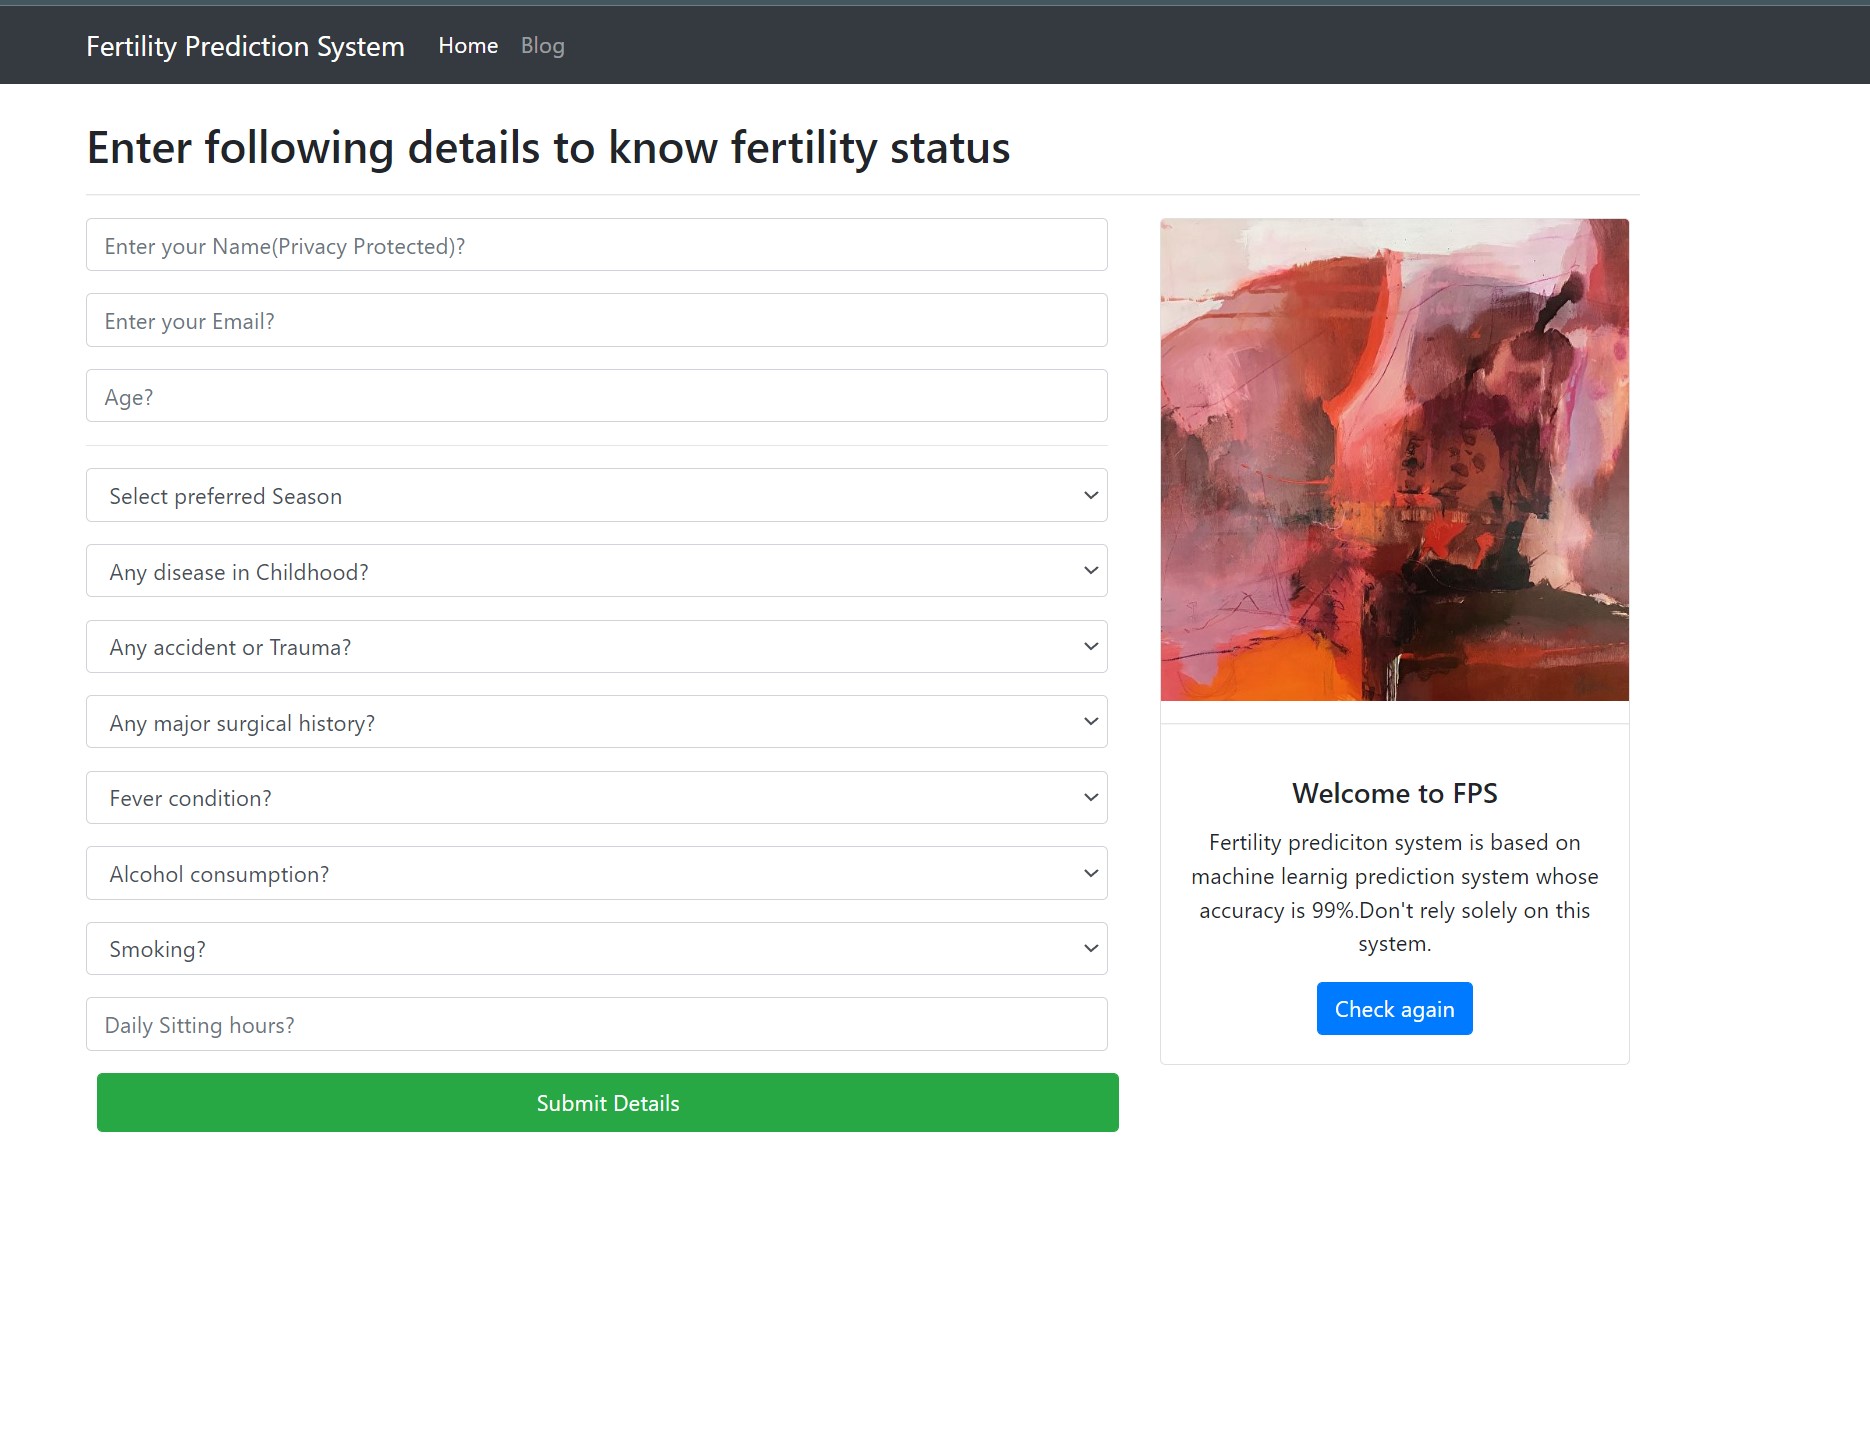 Fertility Prediction System Home Blog
Enter following details to know fertility status
Enter your Name(Privacy Protected)?
Enter your Email?
Age?
Select preferred Season
Any disease in Childhood?
Any accident or Trauma?
Any major surgical history?
Fever condition?
Alcohol consumption?
Smoking?
Daily Sitting hours?
Submit Details
Welcome to FPS
Fertility prediciton system is based on
machine learnig prediction system whose
accuracy is 99%.Don't rely solely on this
system.
Check again